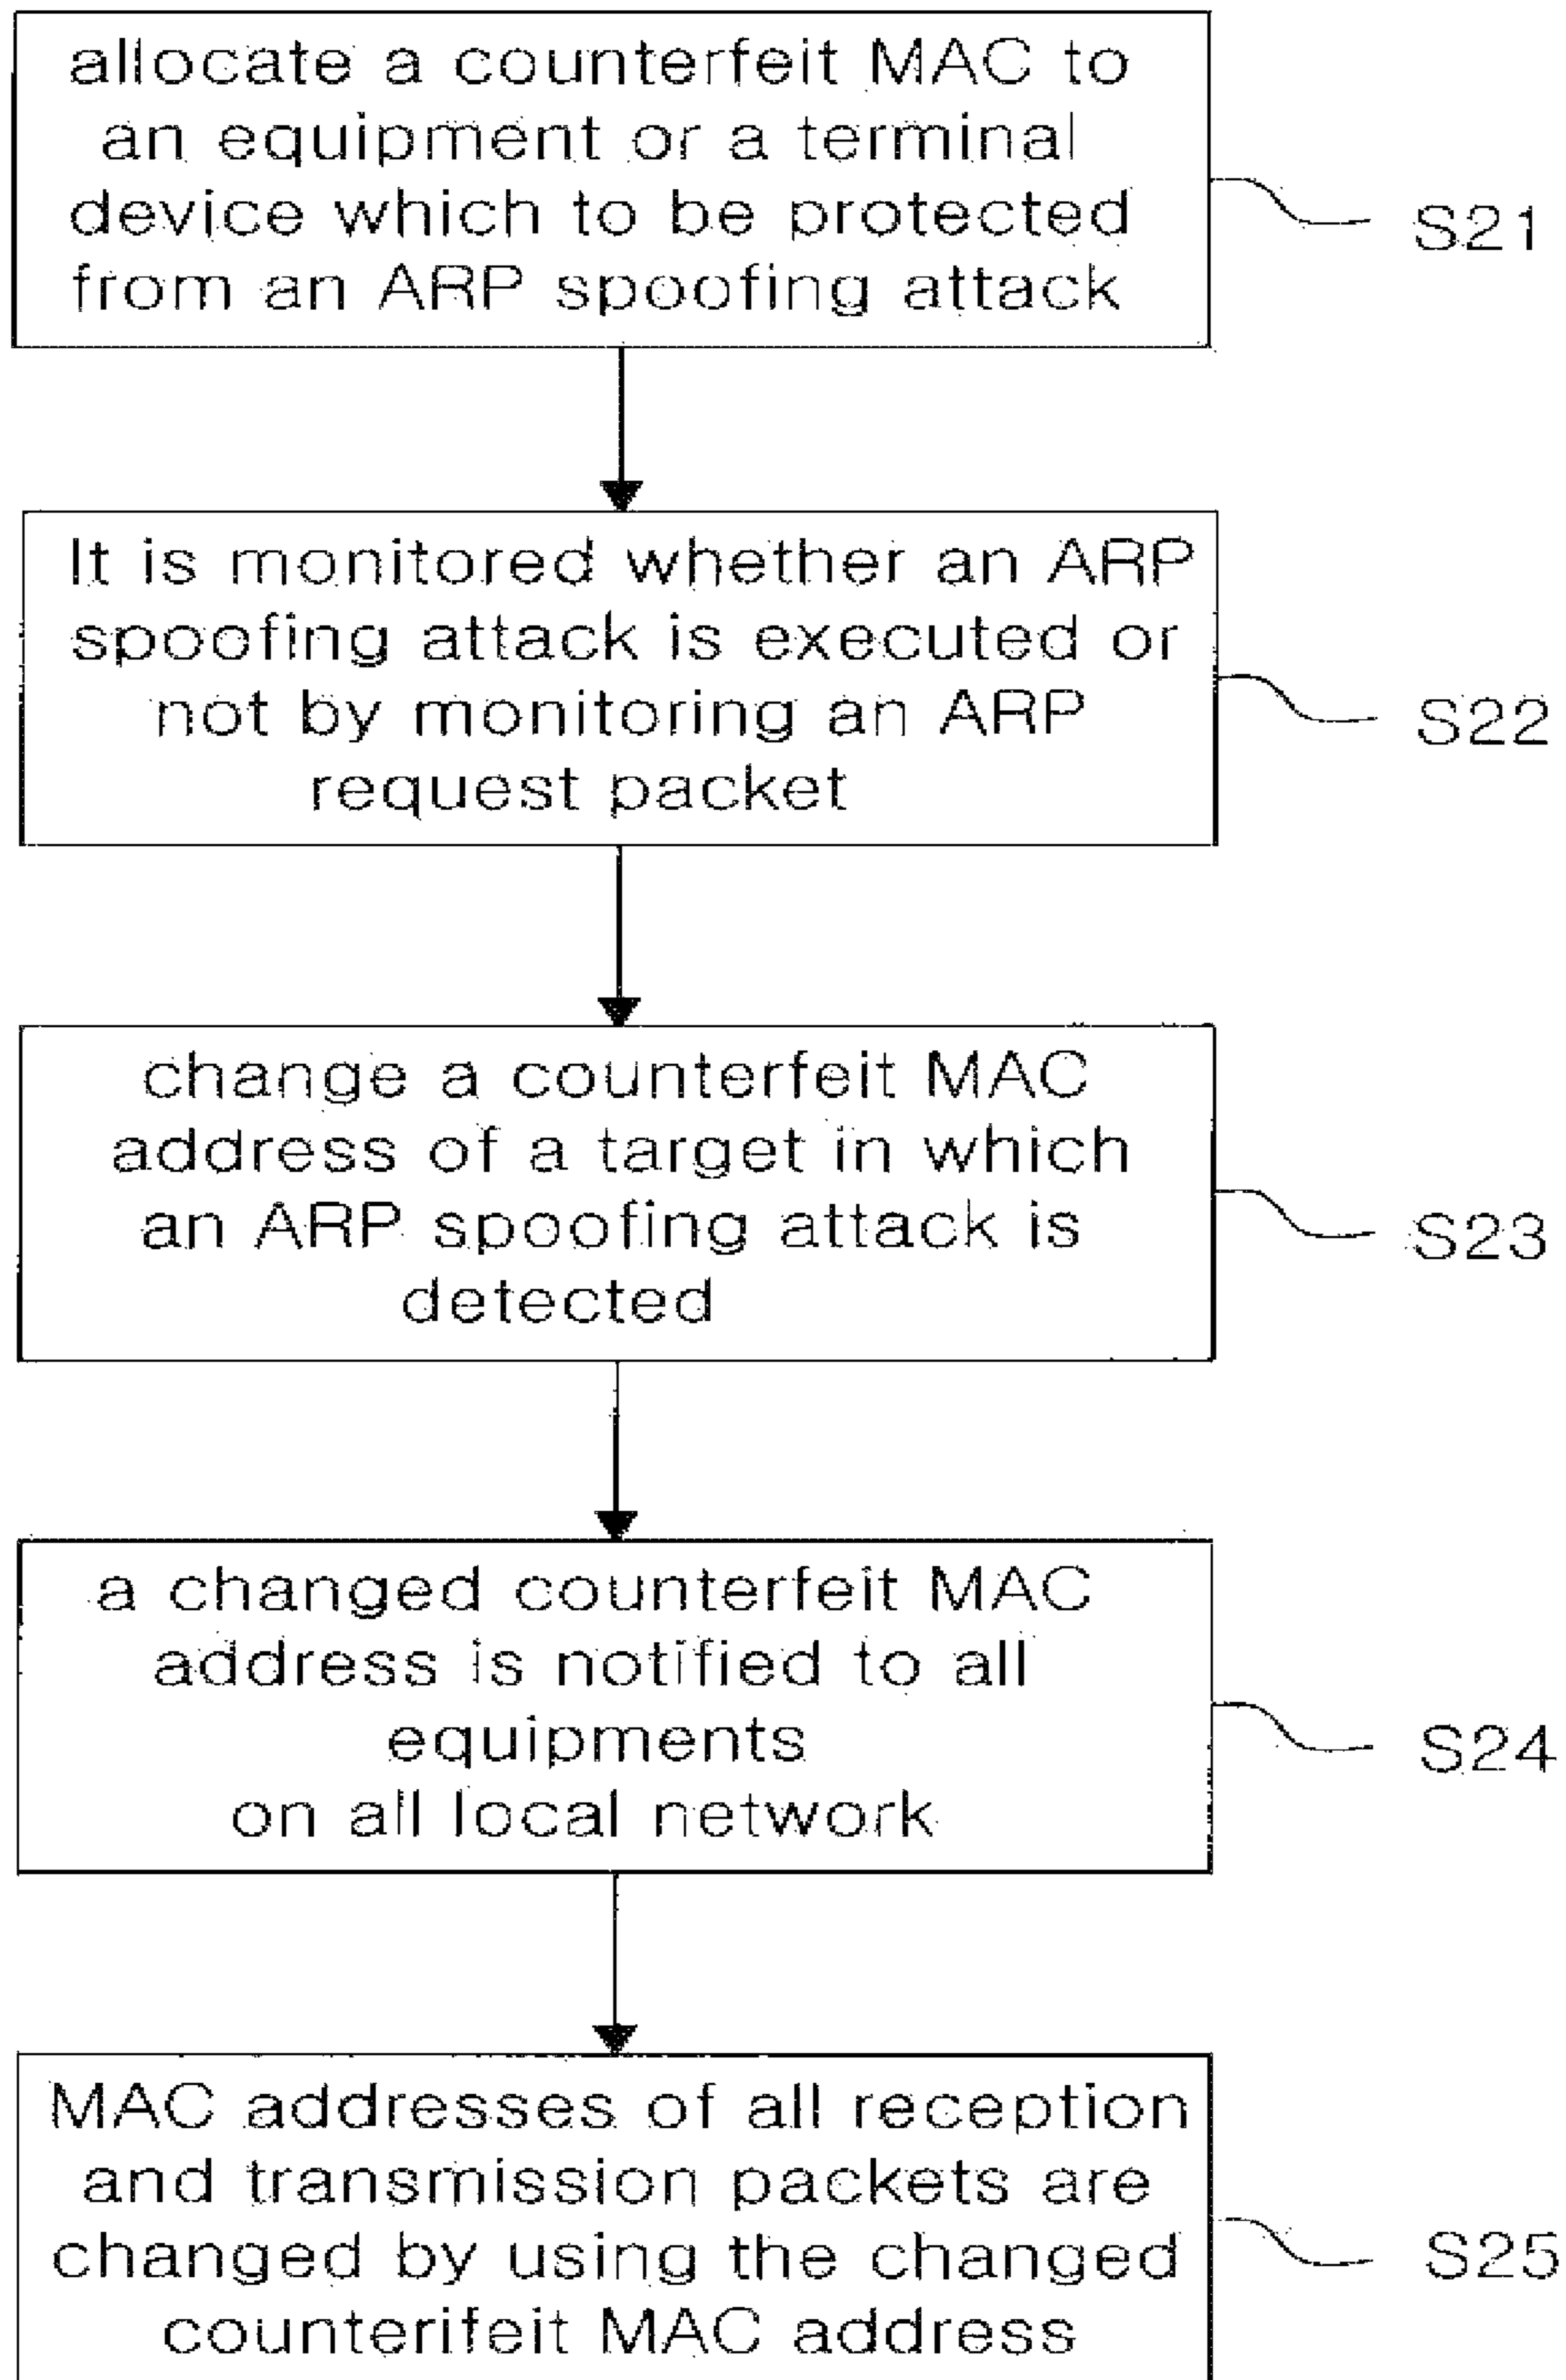 allocate a counterfeit MAC to
an equipment or a terminal
device which to be protected
from an ARP spoofing attack
S21
It is monitored whether an ARP
spoofing attack is executed or
not by monitoring an ARP
request packet
S22
change a counterfeit MAC
address of a target in which
an ARP spoofing attack is
detected
S23
a changed counterfeit MAC
address is notified to all
equipments
on all local network
S24
MAC addresses of all reception
and transmission packets are
changed by using the changed
counterifeit MAC address
S25